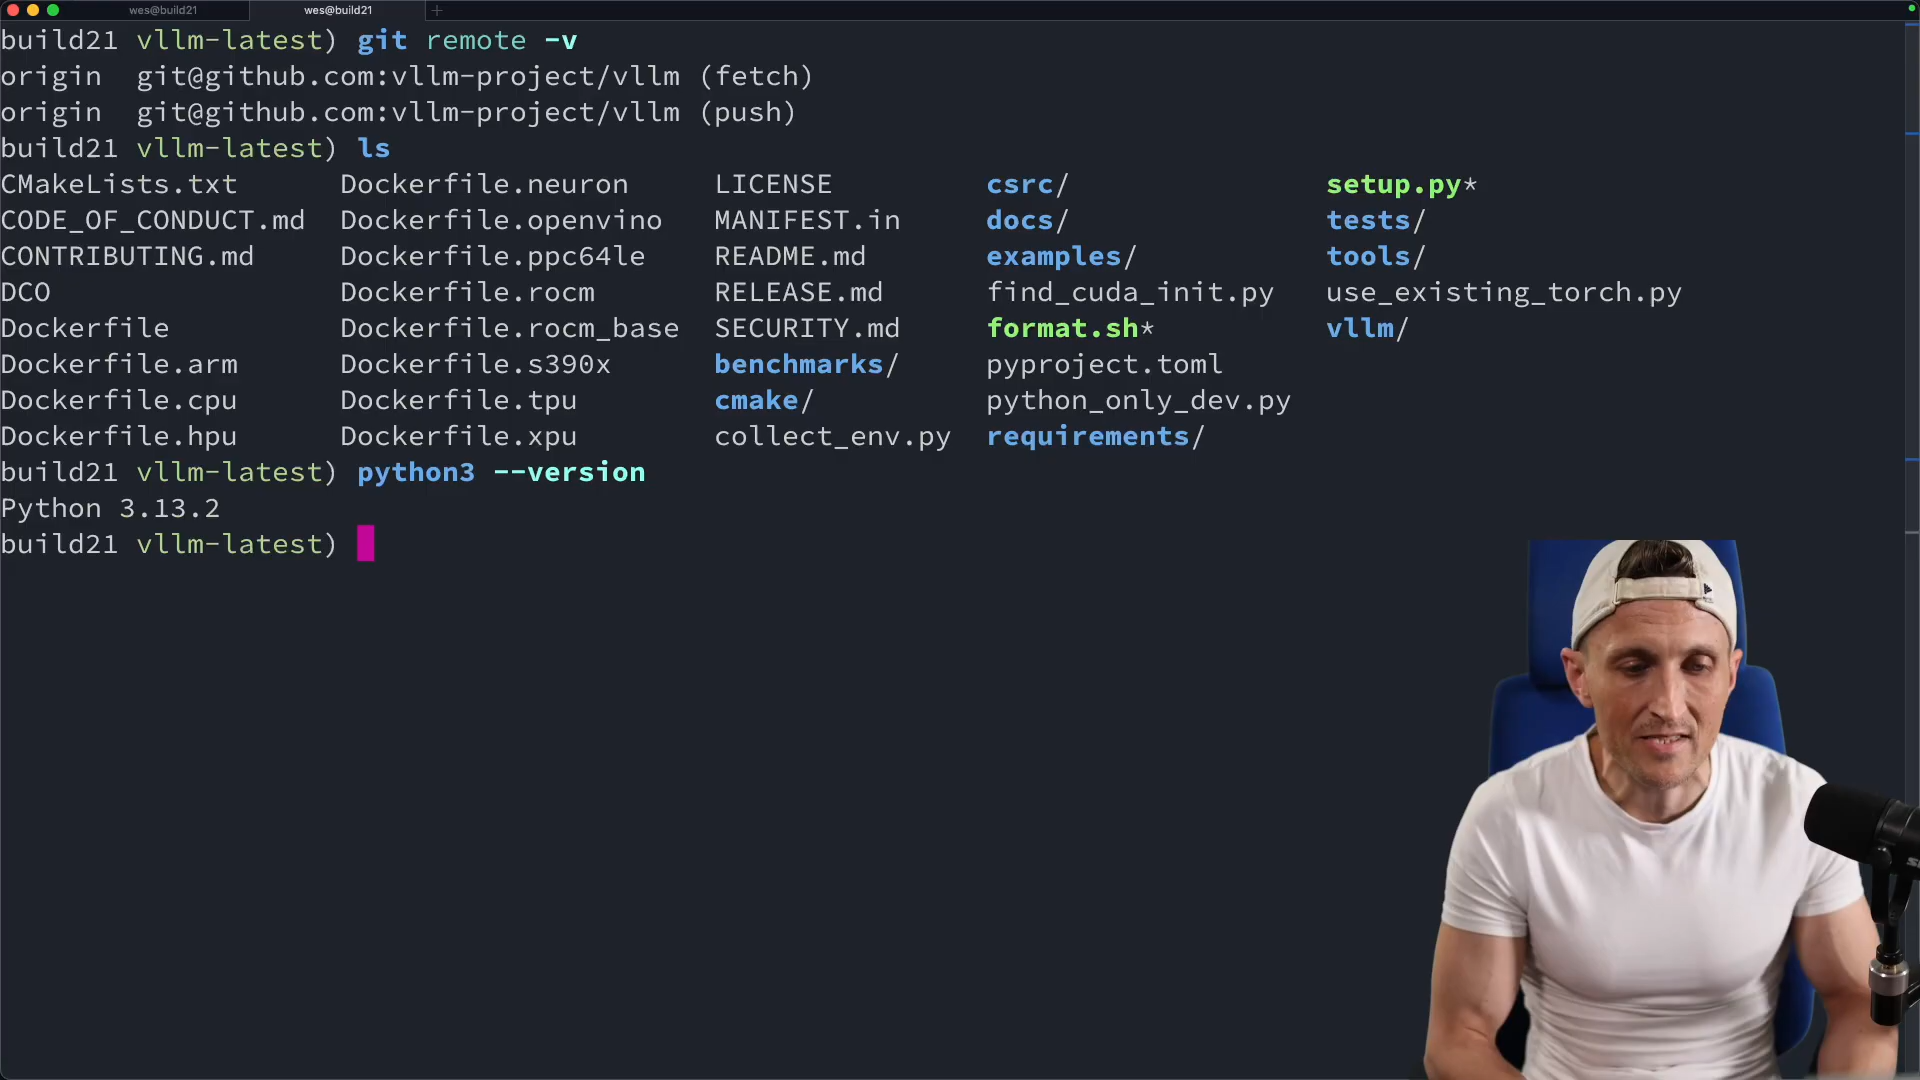 wes@build21 wes@build21
build21 vllm-latest) git remote -v
origin git@github.com:vllm-project/vllm (fetch)
origin git@github.com:vllm-project/vllm (push)
build21 vllm-latest) ls
CMakeLists.txt Dockerfile.neuron LICENSE csrc/ setup.py*
CODE_OF_CONDUCT.md Dockerfile.openvino MANIFEST.in docs/ tests/
CONTRIBUTING.md Dockerfile.ppc64le README.md examples/ tools/
DCO Dockerfile.rocm RELEASE.md find_cuda_init.py use_existing_torch.py
Dockerfile Dockerfile.rocm_base SECURITY.md format.sh* vllm/
Dockerfile.arm Dockerfile.s390x benchmarks/ pyproject.toml
Dockerfile.cpu Dockerfile.tpu cmake/ python_only_dev.py
Dockerfile.hpu Dockerfile.xpu collect_env.py requirements/
build21 vllm-latest) python3 --version
Python 3.13.2
build21 vllm-latest)